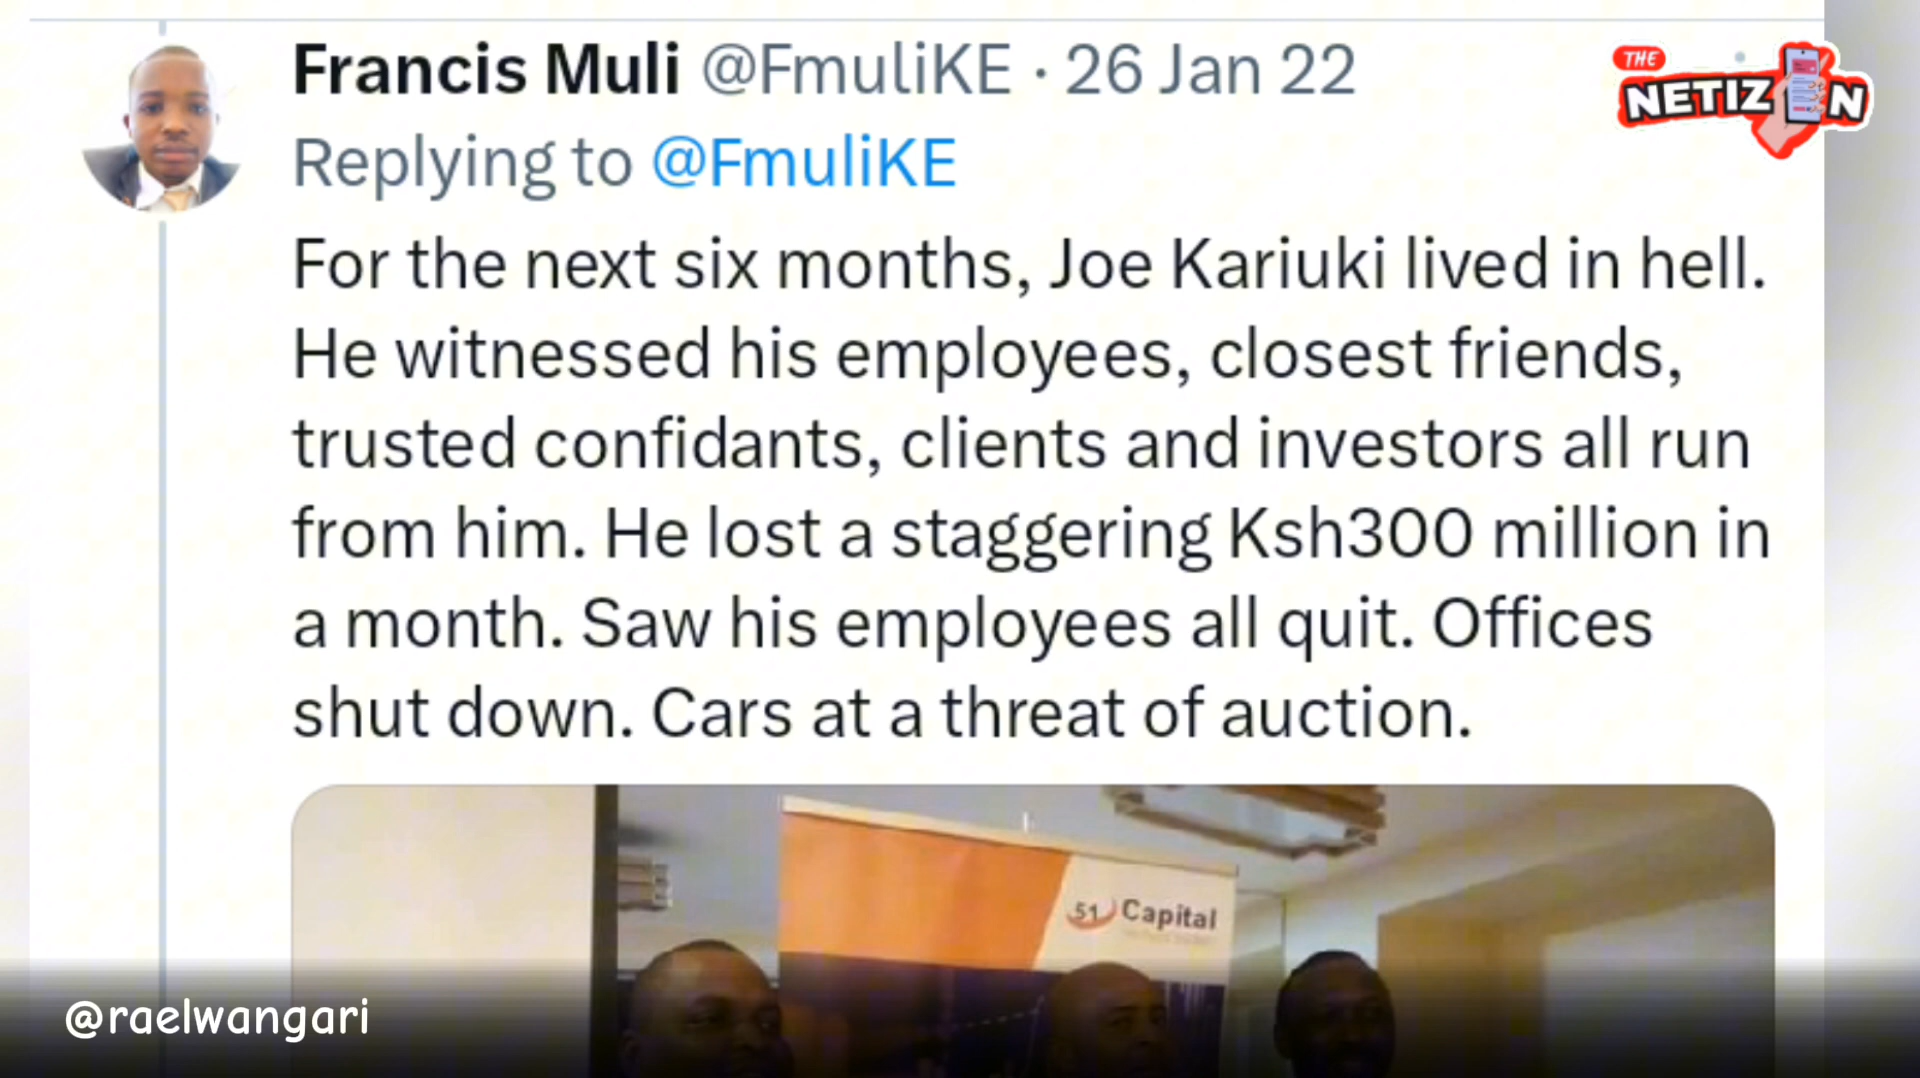 Francis Muli @FmuliKE · 26 Jan 22
THE
NETIZ N
Replying to @FmuliKE
For the next six months, Joe Kariuki lived in hell.
He witnessed his employees, closest friends,
trusted confidants, clients and investors all run
from him. He lost a staggering Ksh300 million in
a month. Saw his employees all quit. Offices
shut down. Cars at a threat of auction.
51 Capital
@raelwangari